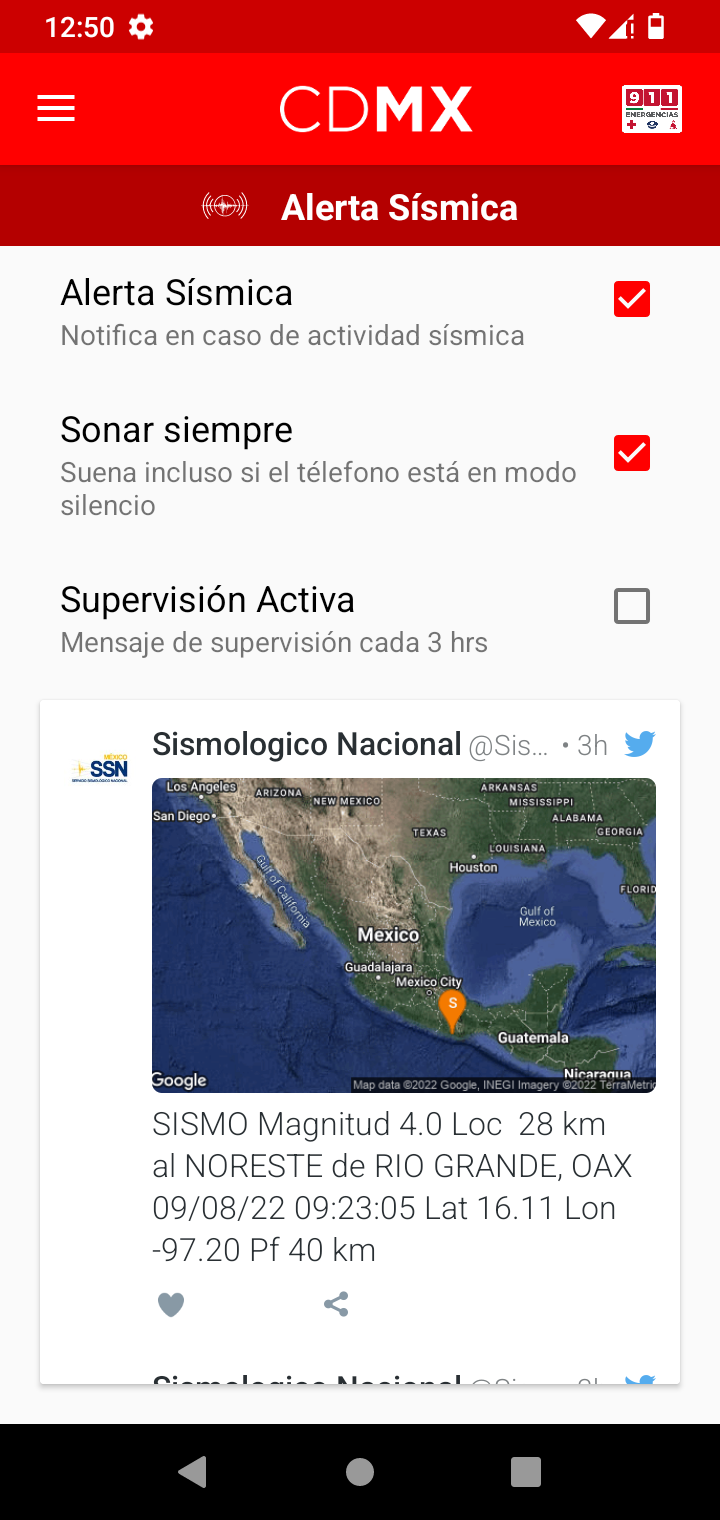 12:50
CDMX
911
EMERGENCIAS
Alerta Sísmica
Alerta Sísmica
Notifica en caso de actividad sísmica
Sonar siempre
Suena incluso si el télefono está en modo
silencio
Supervisión Activa
Mensaje de supervisión cada 3 hrs
Sismologico Nacional @Sis... • 3h
MÉXICO
SSN
SERVICIO SISMOLOGICO NACIONAL
Los Angeles
ARIZONA
NEW MEXICO
ARKANSAS
MISSISSIPPI
San Diego
ALABAMA
TEXAS
GEORGIA
LOUISIANA
Houston
Gulf of California
FLORID
Gulf of
Mexico
Mexico
Guadalajara
Mexico City
S
Guatemala
Nicaragua
Google
Map data ©2022 Google, INEGI Imagery ©2022 TerraMetric
SISMO Magnitud 4.0 Loc  28 km
al NORESTE de RIO GRANDE, OAX
09/08/22 09:23:05 Lat 16.11 Lon
-97.20 Pf 40 km
Sismologico Nacional